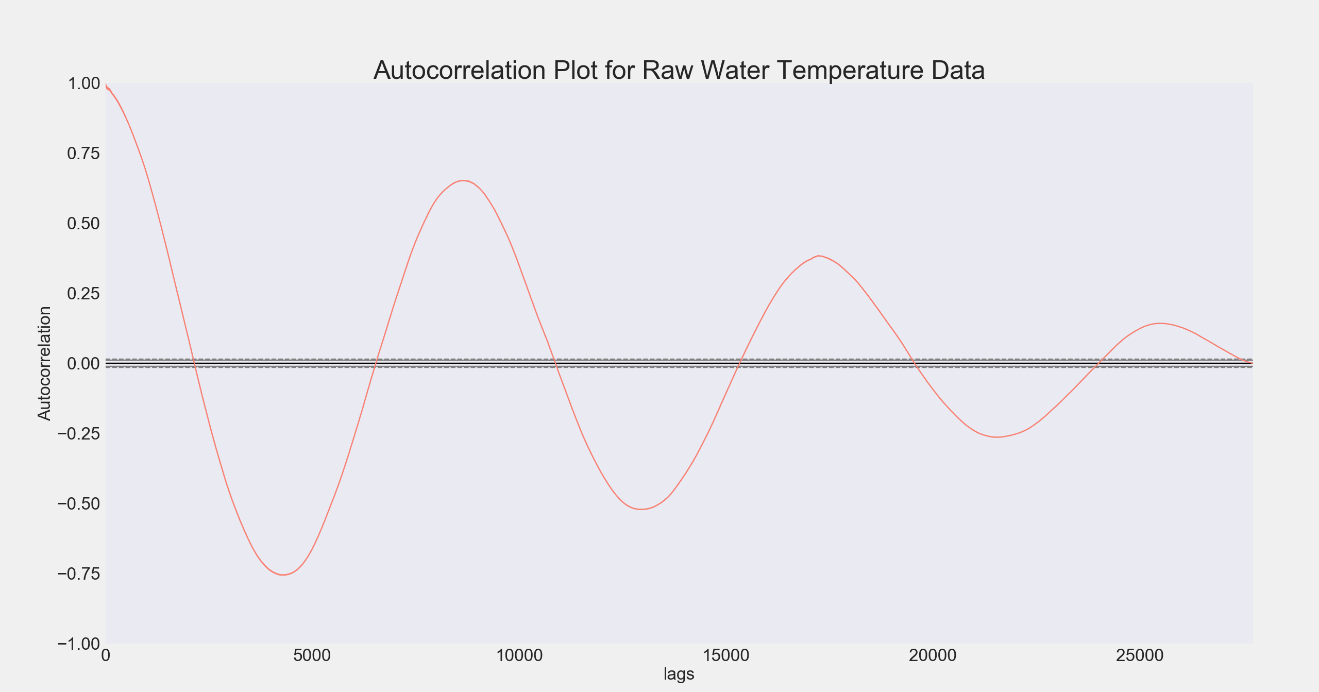 Autocorrelation Plot for Raw Water Temperature Data
1.00
0.75
0.50
0.25
0.00
−0.25
−0.50
−0.75
−1.00
Autocorrelation
0 5000 10000 15000 20000 25000
lags